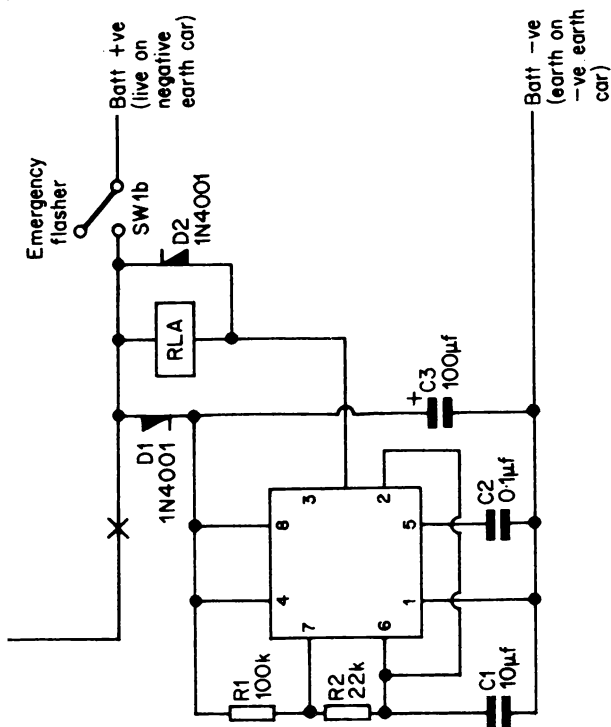 Emergency
flasher
Batt +ve
(live on
negative
earth car)
SW1b
D2
1N4001
RLA
D1
1N4001
+
C3
100µf
3
8
2
4
5
7
6
1
R1
100k
R2
22k
C2
0·1µf
C1
10µf
Batt -ve
(earth on
-ve earth
car)